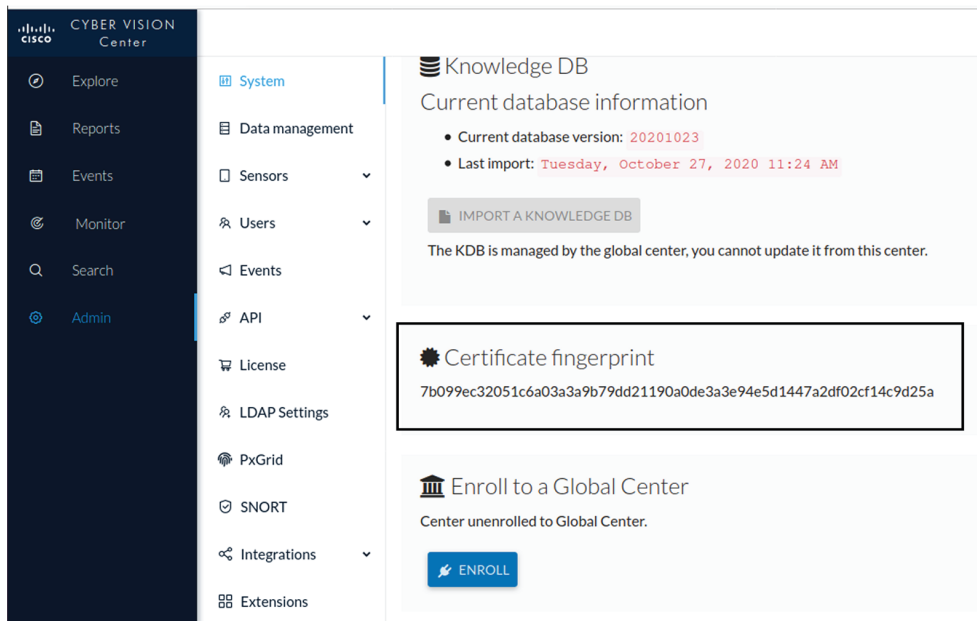 CISCO
CYBER VISION
Center
Explore
Reports
Events
Monitor
Search
Admin
System
Data management
Sensors
Users
Events
API
License
LDAP Settings
PxGrid
SNORT
Integrations
Extensions
Knowledge DB
Current database information
Current database version: 20201023
Last import: Tuesday, October 27, 2020 11:24 AM
IMPORT A KNOWLEDGE DB
The KDB is managed by the global center, you cannot update it from this center.
Certificate fingerprint
7b099ec32051c6a03a3a9b79dd21190a0de3a3e94e5d1447a2df02cf14c9d25a
Enroll to a Global Center
Center unenrolled to Global Center.
ENROLL